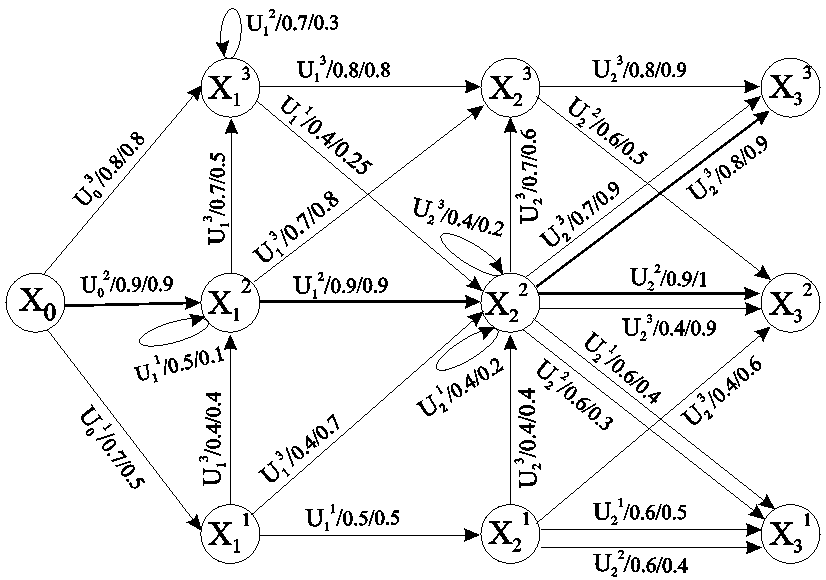 U₁²/0.7/0.3
X₁³
U₁³/0.8/0.8
X₂³
U₂³/0.8/0.9
X₃³
U₀³/0.8/0.8
U₁¹/0.4/0.25
U₂²/0.6/0.5
U₁³/0.7/0.5
U₁³/0.7/0.8
U₂³/0.7/0.6
U₂³/0.7/0.9
U₂³/0.8/0.9
U₂³/0.4/0.2
X₀
U₀²/0.9/0.9
X₁²
U₁²/0.9/0.9
X₂²
U₂²/0.9/1
X₃²
U₂³/0.4/0.9
U₁¹/0.5/0.1
U₂¹/0.4/0.2
U₂¹/0.6/0.4
U₂²/0.6/0.3
U₀¹/0.7/0.5
U₁³/0.4/0.4
U₁³/0.4/0.7
U₂³/0.4/0.4
U₂³/0.4/0.6
X₁¹
U₁¹/0.5/0.5
X₂¹
U₂¹/0.6/0.5
X₃¹
U₂²/0.6/0.4